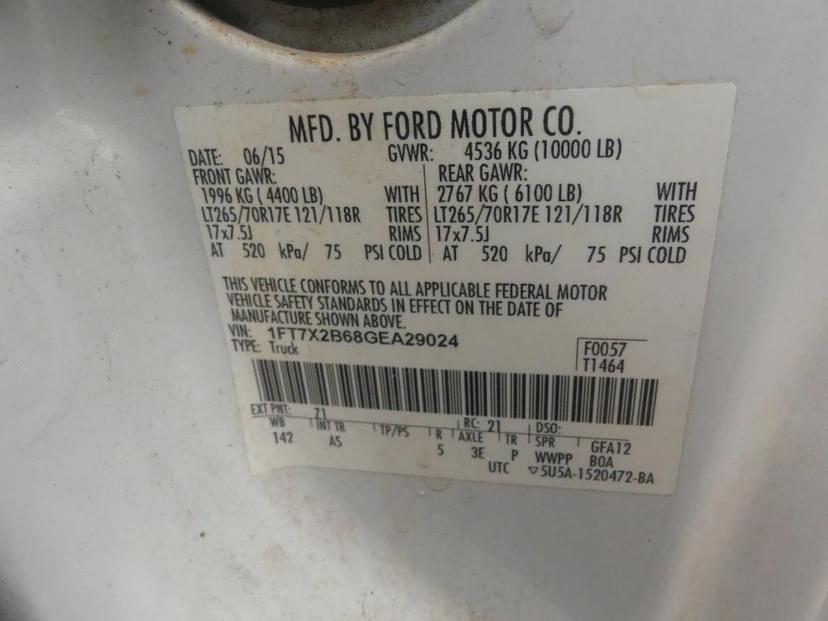 MFD. BY FORD MOTOR CO.
DATE: 06/15 GVWR: 4536 KG (10000 LB)
FRONT GAWR: REAR GAWR:
1996 KG ( 4400 LB) WITH 2767 KG ( 6100 LB) WITH
LT265/70R17E 121/118R TIRES LT265/70R17E 121/118R TIRES
17x7.5J RIMS 17x7.5J RIMS
AT 520 kPa/ 75 PSI COLD AT 520 kPa/ 75 PSI COLD
THIS VEHICLE CONFORMS TO ALL APPLICABLE FEDERAL MOTOR
VEHICLE SAFETY STANDARDS IN EFFECT ON THE DATE OF
MANUFACTURE SHOWN ABOVE.
VIN: 1FT7X2B68GEA29024
TYPE: Truck
F0057
T1464
EXT PNT: Z1 RC: 21 DSO:
WB INT TR TP/PS R AXLE TR SPR GFA12
142 AS 5 3E P WWPP BOA
UTC ▽5U5A-1520472-BA